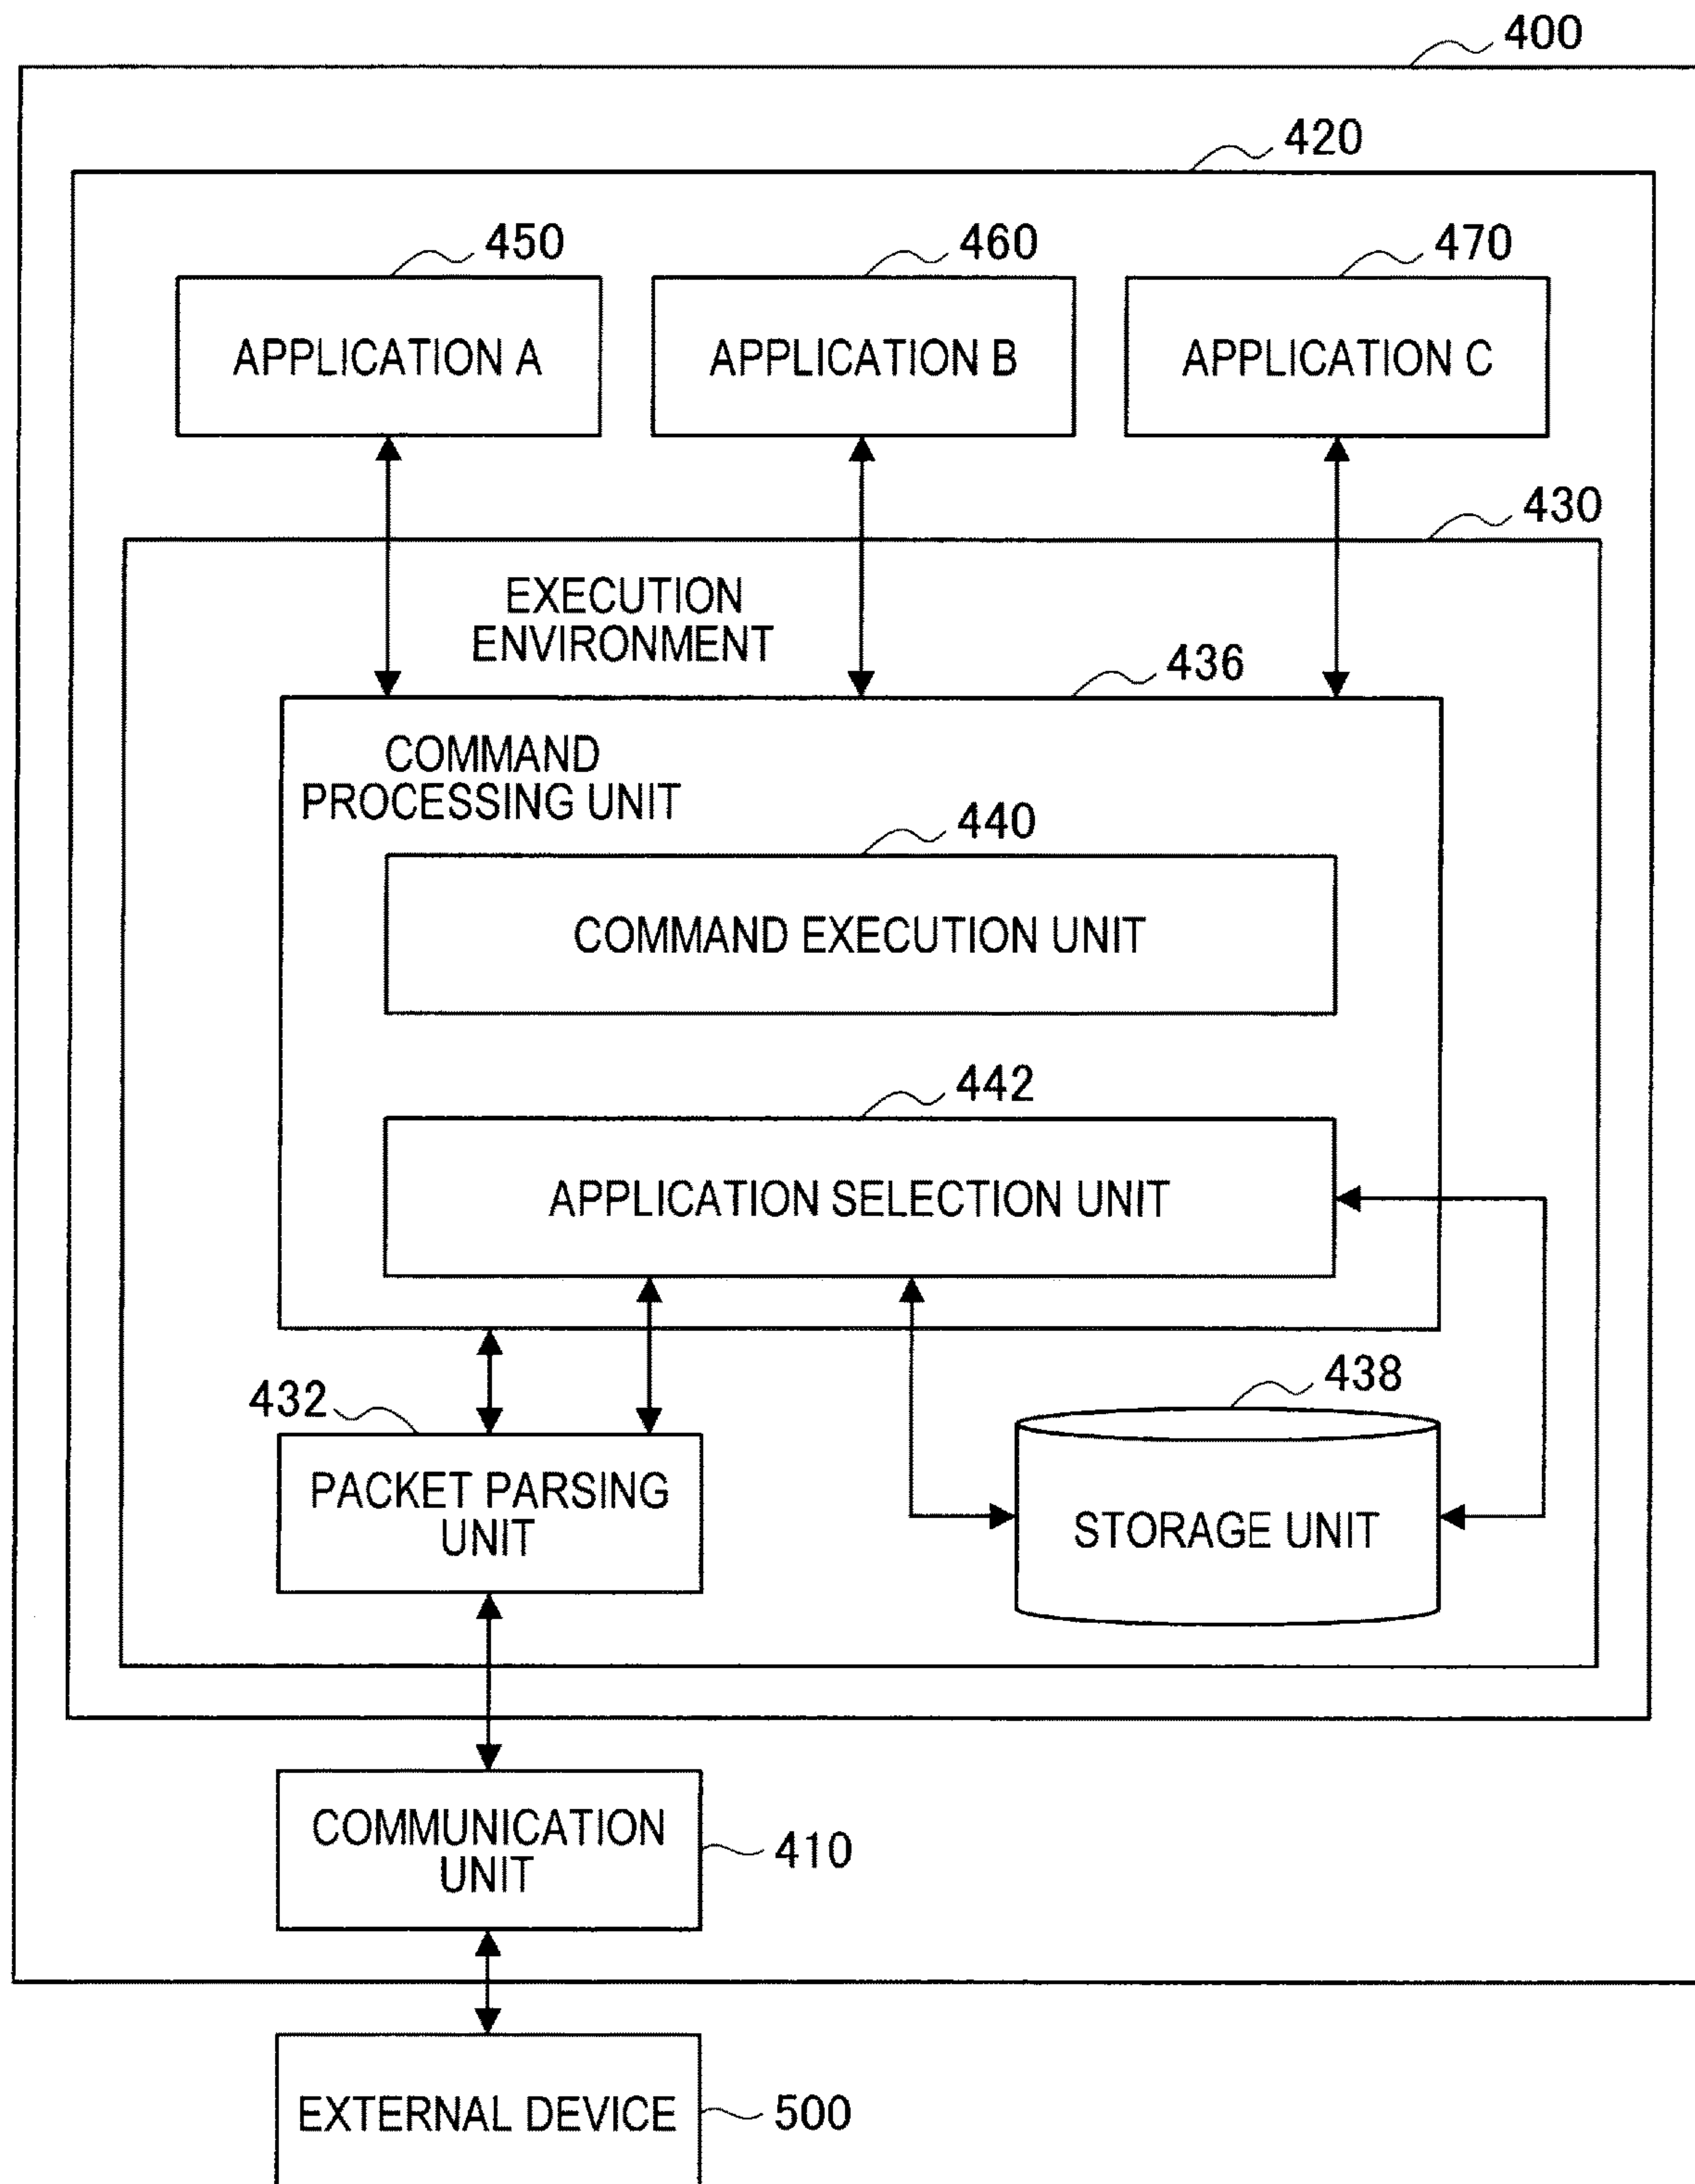 400
420
450
460
470
APPLICATION A
APPLICATION B
APPLICATION C
430
EXECUTION
ENVIRONMENT
436
COMMAND
PROCESSING UNIT
440
COMMAND EXECUTION UNIT
442
APPLICATION SELECTION UNIT
432
438
PACKET PARSING
UNIT
STORAGE UNIT
COMMUNICATION
UNIT
410
EXTERNAL DEVICE
500